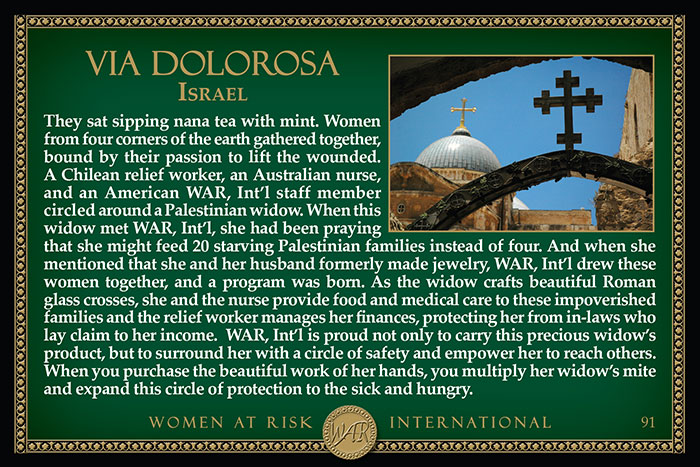 VIA DOLOROSA
ISRAEL
They sat sipping nana tea with mint. Women
from four corners of the earth gathered together,
bound by their passion to lift the wounded.
A Chilean relief worker, an Australian nurse,
and an American WAR, Int'l staff member
circled around a Palestinian widow. When this
widow met WAR, Int'l, she had been praying
that she might feed 20 starving Palestinian families instead of four. And when she
mentioned that she and her husband formerly made jewelry, WAR, Int'l drew these
women together, and a program was born. As the widow crafts beautiful Roman
glass crosses, she and the nurse provide food and medical care to these impoverished
families and the relief worker manages her finances, protecting her from in-laws who
lay claim to her income. WAR, Int'l is proud not only to carry this precious widow's
product, but to surround her with a circle of safety and empower her to reach others.
When you purchase the beautiful work of her hands, you multiply her widow's mite
and expand this circle of protection to the sick and hungry.
WOMEN AT RISK WAR INTERNATIONAL 91